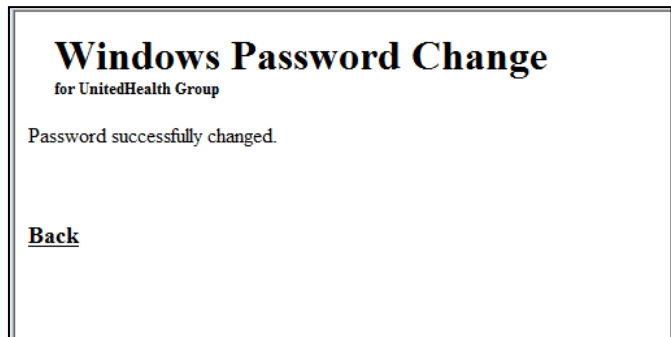 Windows Password Change
for UnitedHealth Group
Password successfully changed.
Back